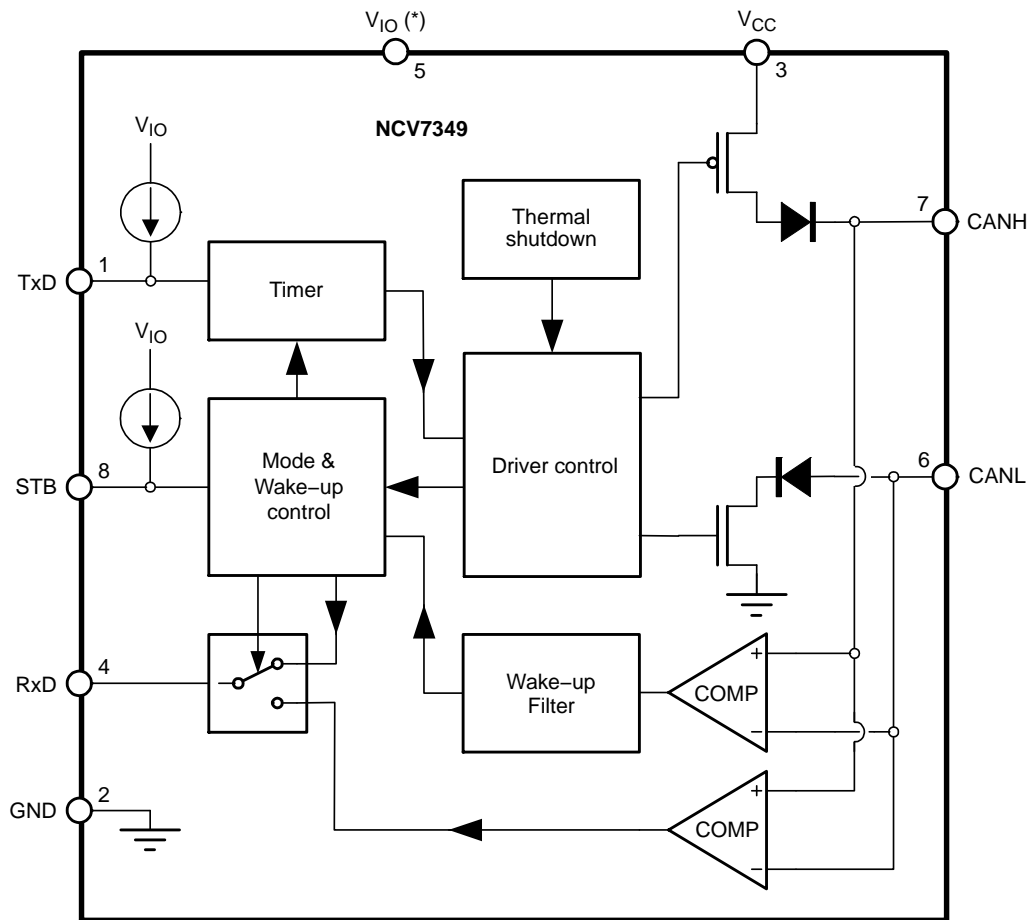 VIO (*)
VCC
5
3
NCV7349
VIO
Thermal
shutdown
7
CANH
1
TxD
Timer
VIO
8
STB
Mode &
Wake−up
control
Driver control
6
CANL
4
RxD
Wake−up
Filter
+
COMP
−
2
GND
+
COMP
−